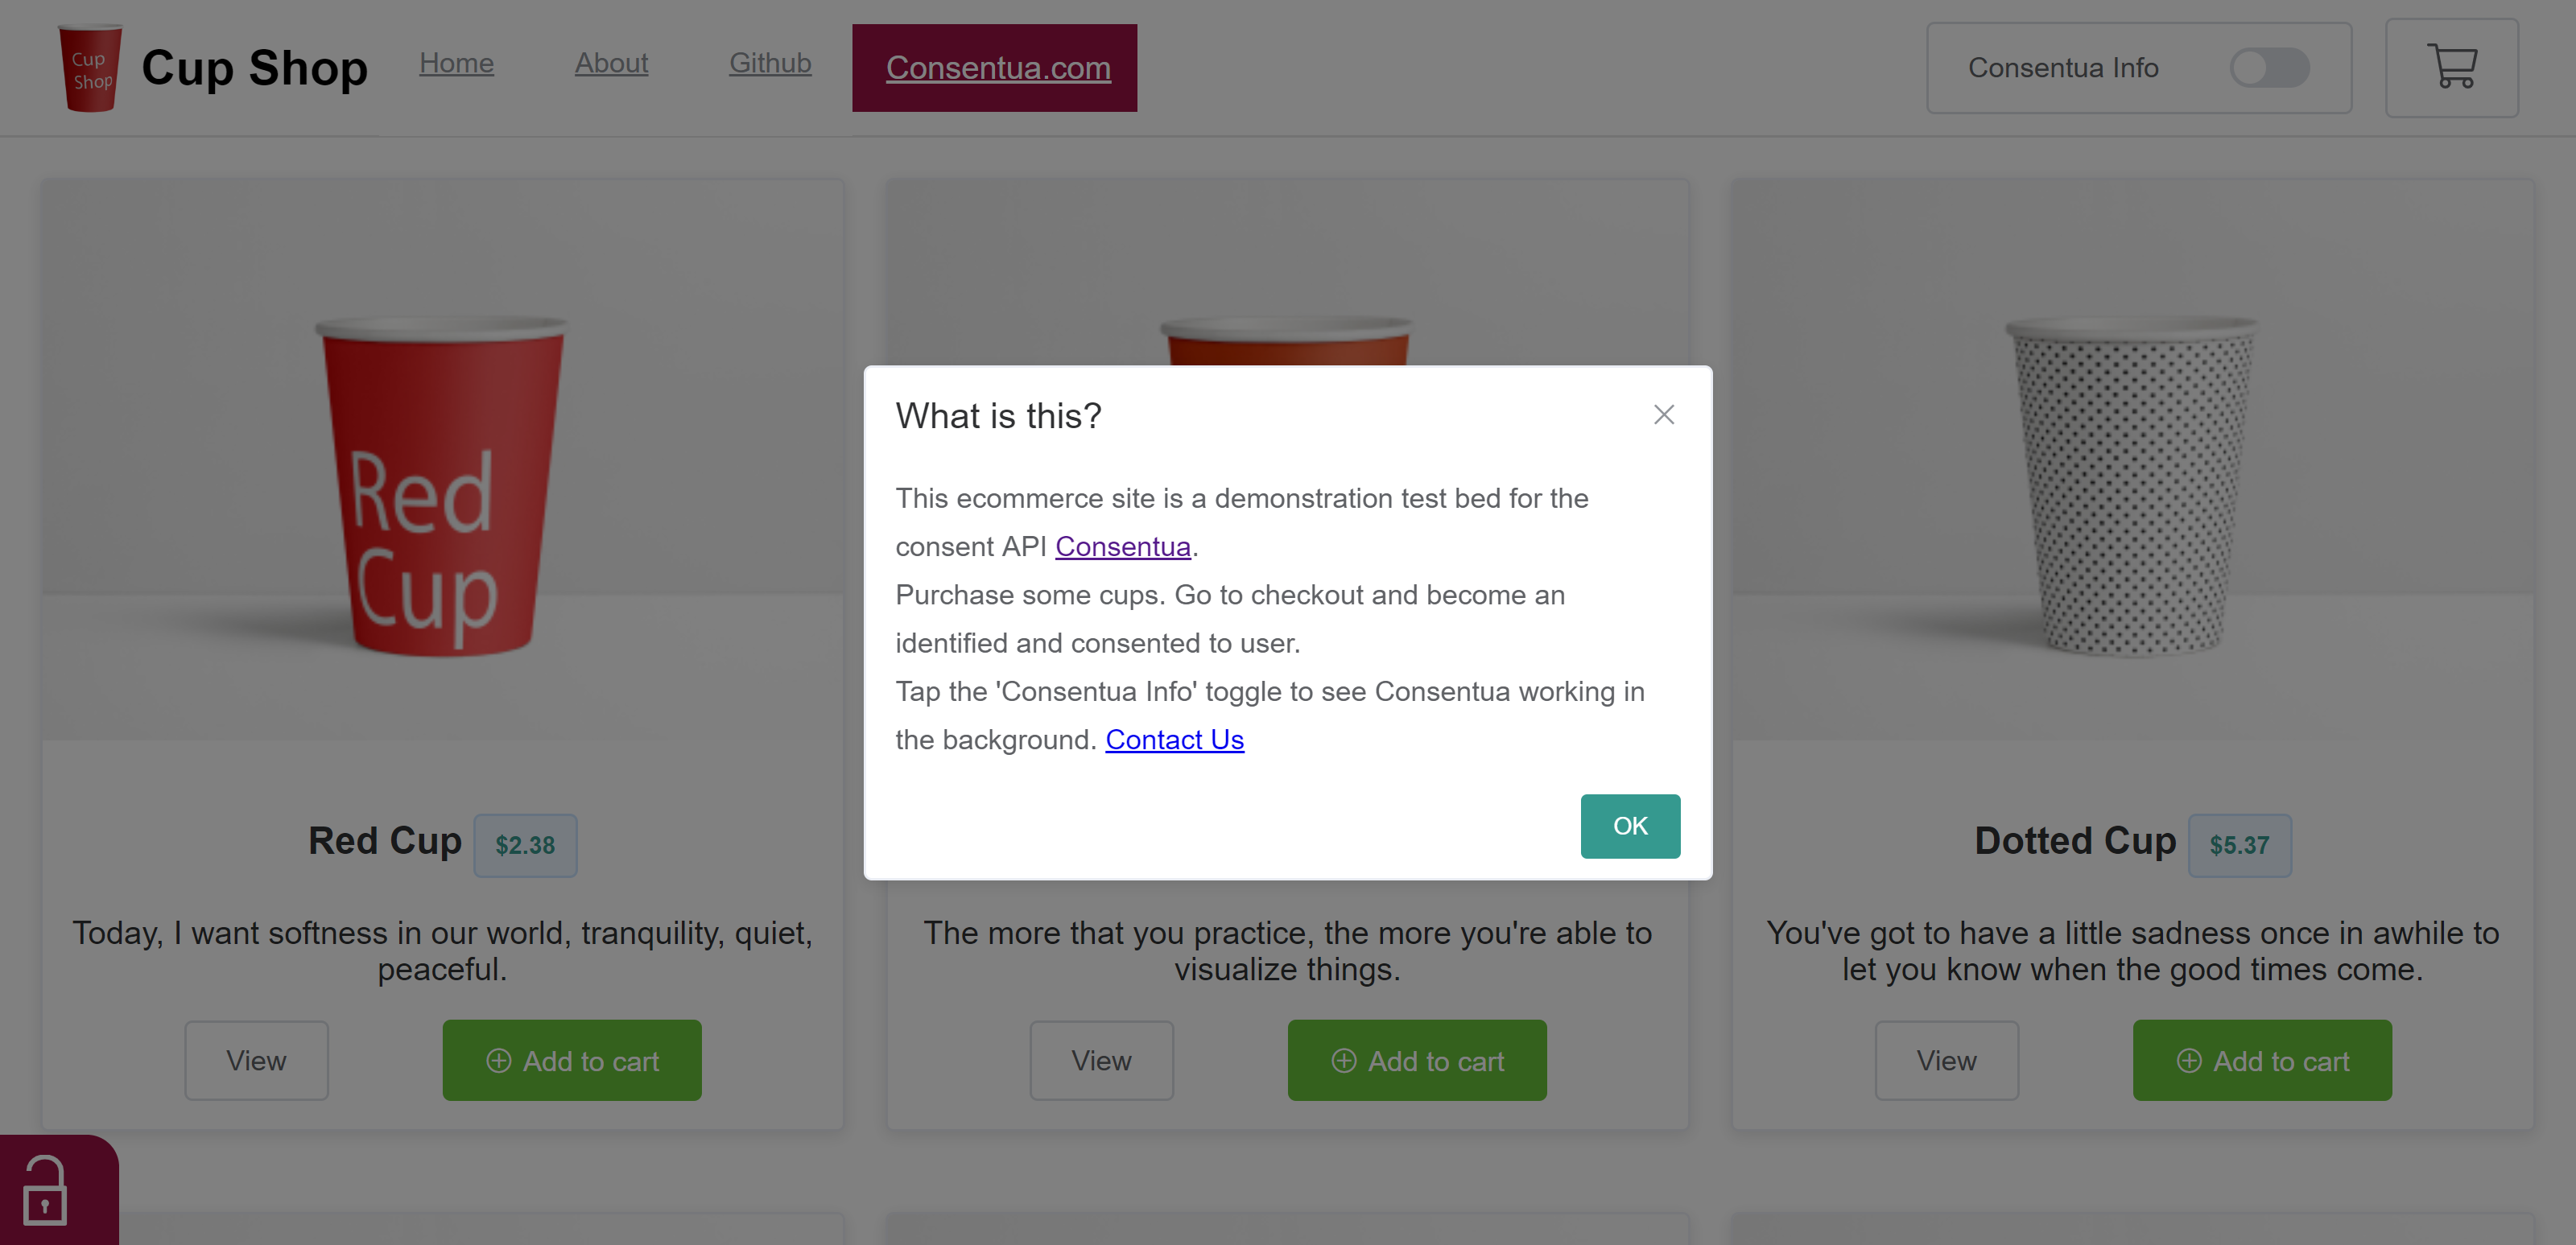 Cup
Shop
Cup Shop
Home
About
Github
Consentua.com
Consentua Info
Red
Cup
What is this?
This ecommerce site is a demonstration test bed for the
consent API Consentua.
Purchase some cups. Go to checkout and become an
identified and consented to user.
Tap the 'Consentua Info' toggle to see Consentua working in
the background. Contact Us
OK
Red Cup $2.38
Today, I want softness in our world, tranquility, quiet,
peaceful.
View
Add to cart
The more that you practice, the more you're able to
visualize things.
View
Add to cart
Dotted Cup $5.37
You've got to have a little sadness once in awhile to
let you know when the good times come.
View
Add to cart